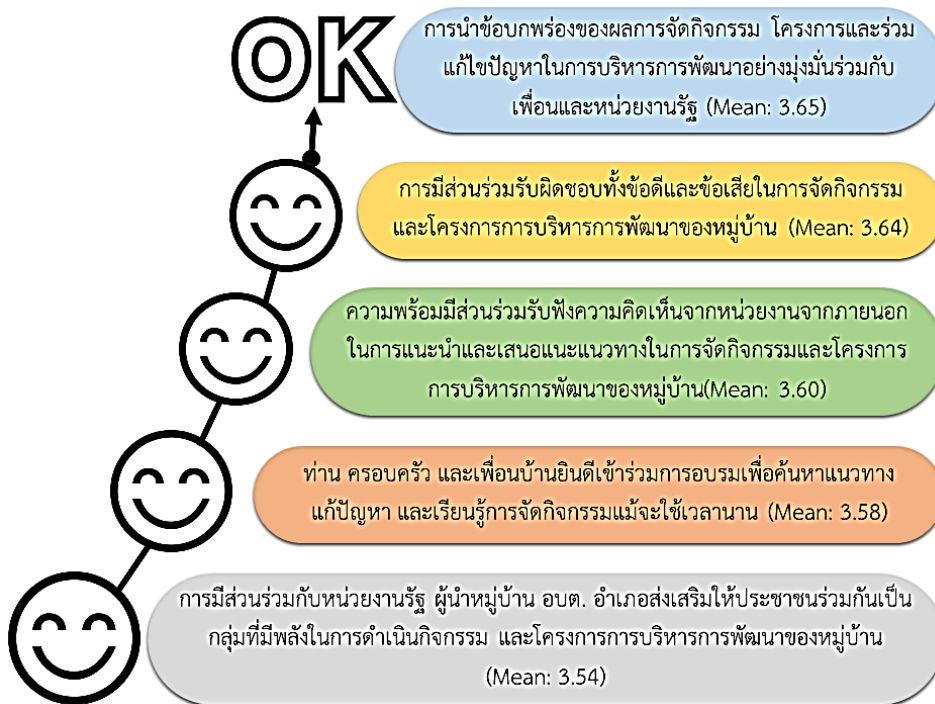 OK
การนำข้อบกพร่องของผลการจัดกิจกรรม โครงการและร่วม
แก้ไขปัญหาในการบริหารการพัฒนาอย่างมุ่งมั่นร่วมกับ
เพื่อนและหน่วยงานรัฐ (Mean: 3.65)
การมีส่วนร่วมรับผิดชอบทั้งข้อดีและข้อเสียในการจัดกิจกรรม
และโครงการการบริหารการพัฒนาของหมู่บ้าน (Mean: 3.64)
ความพร้อมมีส่วนร่วมรับฟังความคิดเห็นจากหน่วยงานจากภายนอก
ในการแนะนำและเสนอแนะแนวทางในการจัดกิจกรรมและโครงการ
การบริหารการพัฒนาของหมู่บ้าน(Mean: 3.60)
ท่าน ครอบครัว และเพื่อนบ้านยินดีเข้าร่วมการอบรมเพื่อค้นหาแนวทาง
แก้ปัญหา และเรียนรู้การจัดกิจกรรมแม้จะใช้เวลานาน (Mean: 3.58)
การมีส่วนร่วมกับหน่วยงานรัฐ ผู้นำหมู่บ้าน อบต. อำเภอส่งเสริมให้ประชาชนร่วมกันเป็น
กลุ่มที่มีพลังในการดำเนินกิจกรรม และโครงการการบริหารการพัฒนาของหมู่บ้าน
(Mean: 3.54)